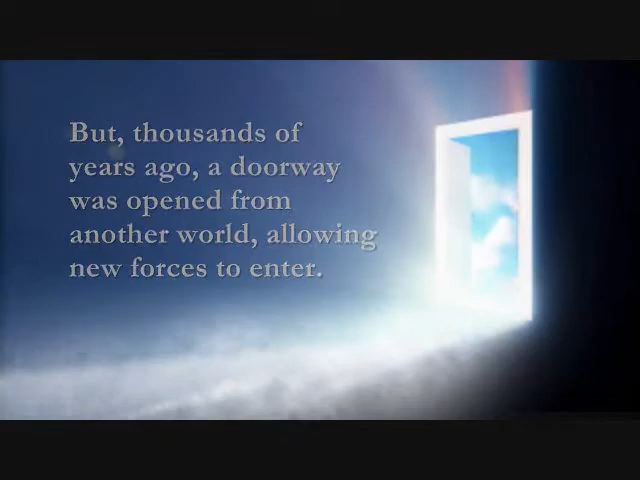 But, thousands of
years ago, a doorway
was opened from
another world, allowing
new forces to enter.